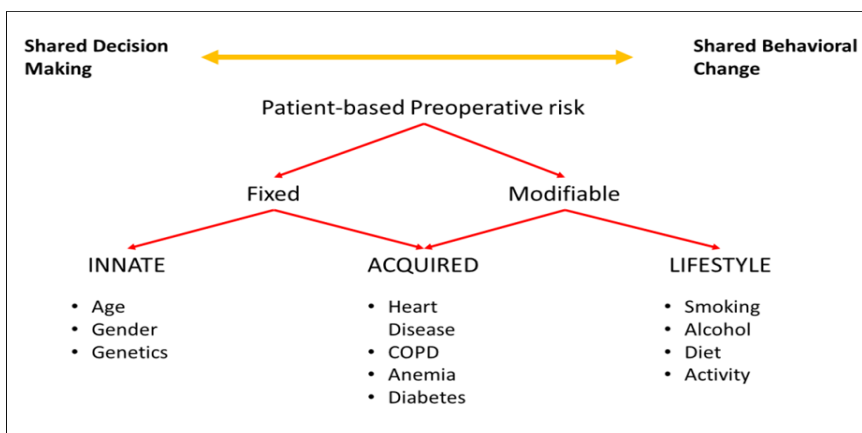 Shared Decision
Making
Shared Behavioral
Change
Patient-based Preoperative risk
Fixed
Modifiable
INNATE
• Age
• Gender
• Genetics
ACQUIRED
• Heart
Disease
• COPD
• Anemia
• Diabetes
LIFESTYLE
• Smoking
• Alcohol
• Diet
• Activity